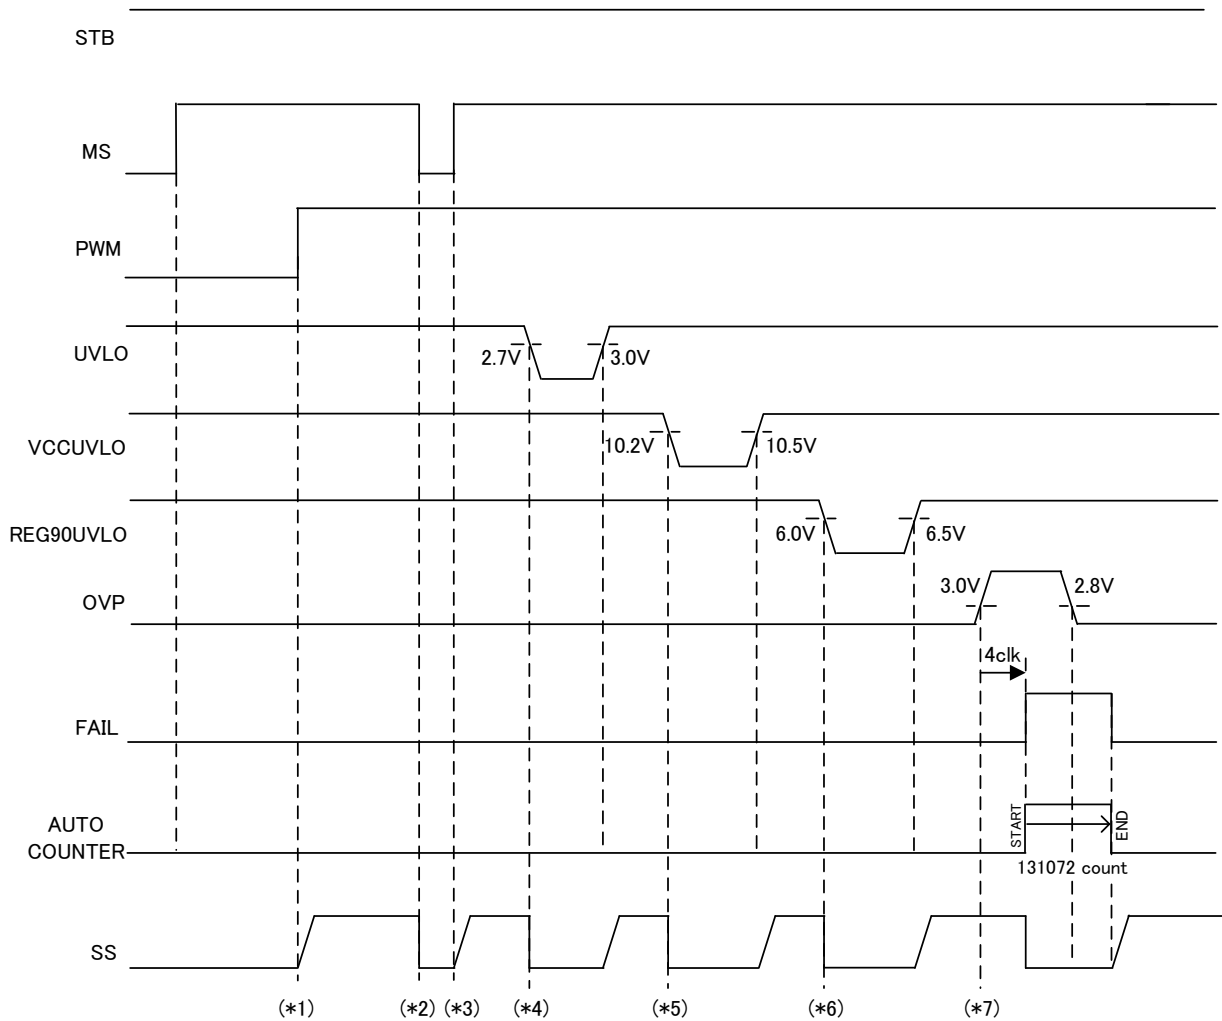 STB
MS
PWM
UVLO
2.7V
3.0V
VCCUVLO
10.2V
10.5V
REG90UVLO
6.0V
6.5V
OVP
3.0V
2.8V
4clk
FAIL
AUTO
COUNTER
START
END
131072 count
SS
(*1)
(*2)
(*3)
(*4)
(*5)
(*6)
(*7)